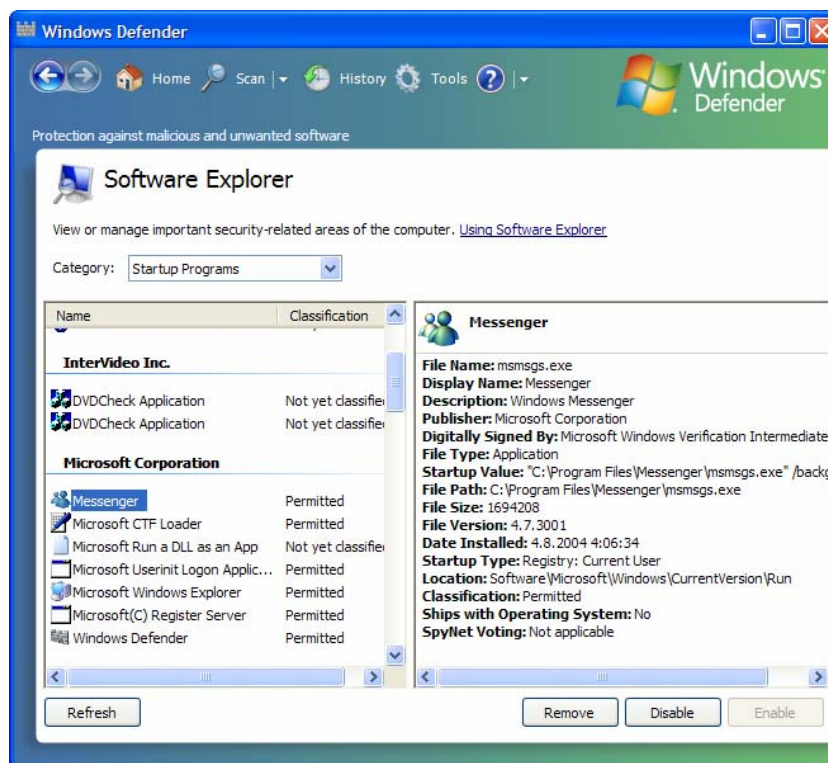 Windows Defender
Home Scan History Tools
Windows®
Defender
Protection against malicious and unwanted software
Software Explorer
View or manage important security-related areas of the computer. Using Software Explorer
Category: Startup Programs
Name Classification
InterVideo Inc.
DVDCheck Application Not yet classifie
DVDCheck Application Not yet classifie
Microsoft Corporation
Messenger Permitted
Microsoft CTF Loader Permitted
Microsoft Run a DLL as an App Not yet classifie
Microsoft Userinit Logon Applic... Permitted
Microsoft Windows Explorer Permitted
Microsoft(C) Register Server Permitted
Windows Defender Permitted
Messenger
File Name: msmsgs.exe
Display Name: Messenger
Description: Windows Messenger
Publisher: Microsoft Corporation
Digitally Signed By: Microsoft Windows Verification Intermediate
File Type: Application
Startup Value: "C:\Program Files\Messenger\msmsgs.exe" /backg
File Path: C:\Program Files\Messenger\msmsgs.exe
File Size: 1694208
File Version: 4.7.3001
Date Installed: 4.8.2004 4:06:34
Startup Type: Registry: Current User
Location: Software\Microsoft\Windows\CurrentVersion\Run
Classification: Permitted
Ships with Operating System: No
SpyNet Voting: Not applicable
Refresh Remove Disable Enable